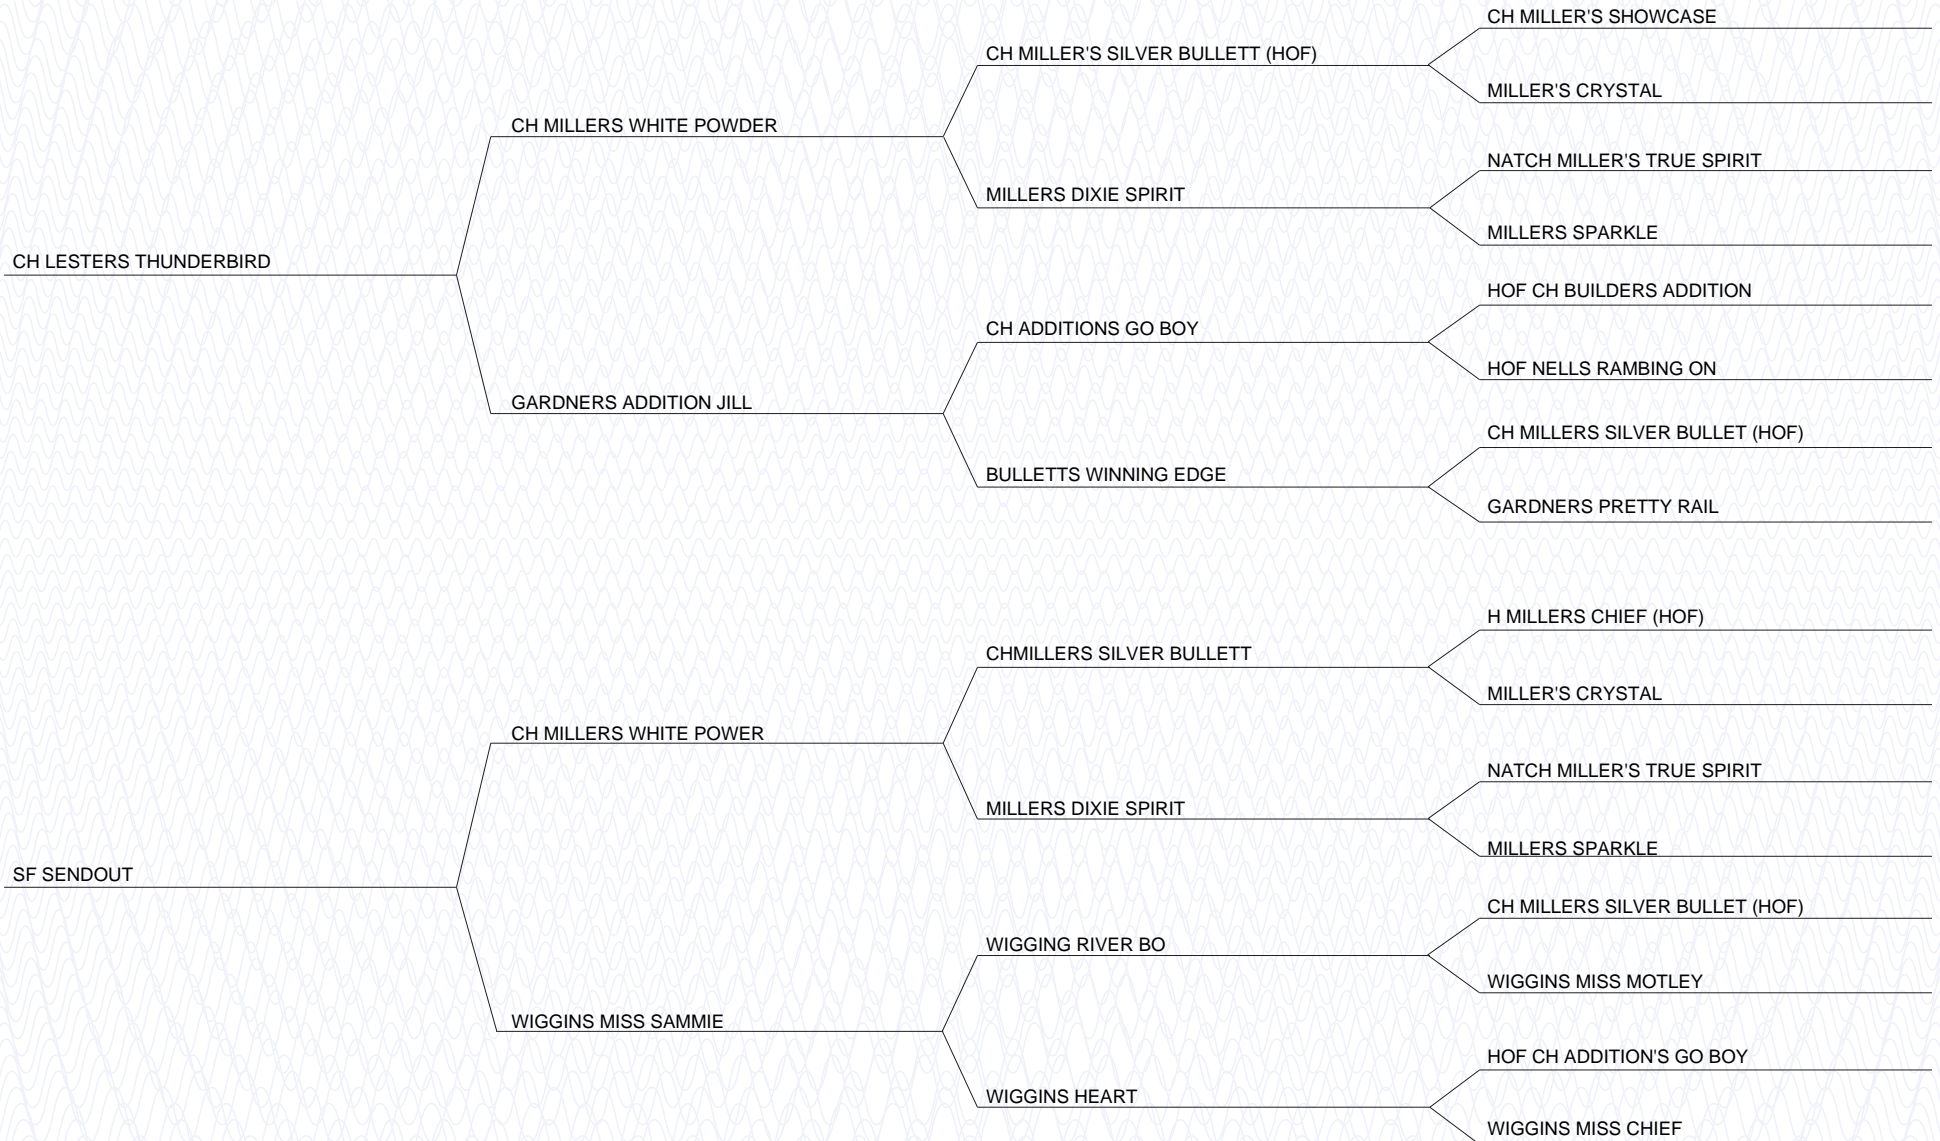 CH MILLER'S SHOWCASE
CH MILLER'S SILVER BULLETT (HOF)
MILLER'S CRYSTAL
CH MILLERS WHITE POWDER
NATCH MILLER'S TRUE SPIRIT
MILLERS DIXIE SPIRIT
MILLERS SPARKLE
CH LESTERS THUNDERBIRD
HOF CH BUILDERS ADDITION
CH ADDITIONS GO BOY
HOF NELLS RAMBING ON
GARDNERS ADDITION JILL
CH MILLERS SILVER BULLET (HOF)
BULLETTS WINNING EDGE
GARDNERS PRETTY RAIL
H MILLERS CHIEF (HOF)
CHMILLERS SILVER BULLETT
MILLER'S CRYSTAL
CH MILLERS WHITE POWER
NATCH MILLER'S TRUE SPIRIT
MILLERS DIXIE SPIRIT
MILLERS SPARKLE
SF SENDOUT
CH MILLERS SILVER BULLET (HOF)
WIGGING RIVER BO
WIGGINS MISS MOTLEY
WIGGINS MISS SAMMIE
HOF CH ADDITION'S GO BOY
WIGGINS HEART
WIGGINS MISS CHIEF